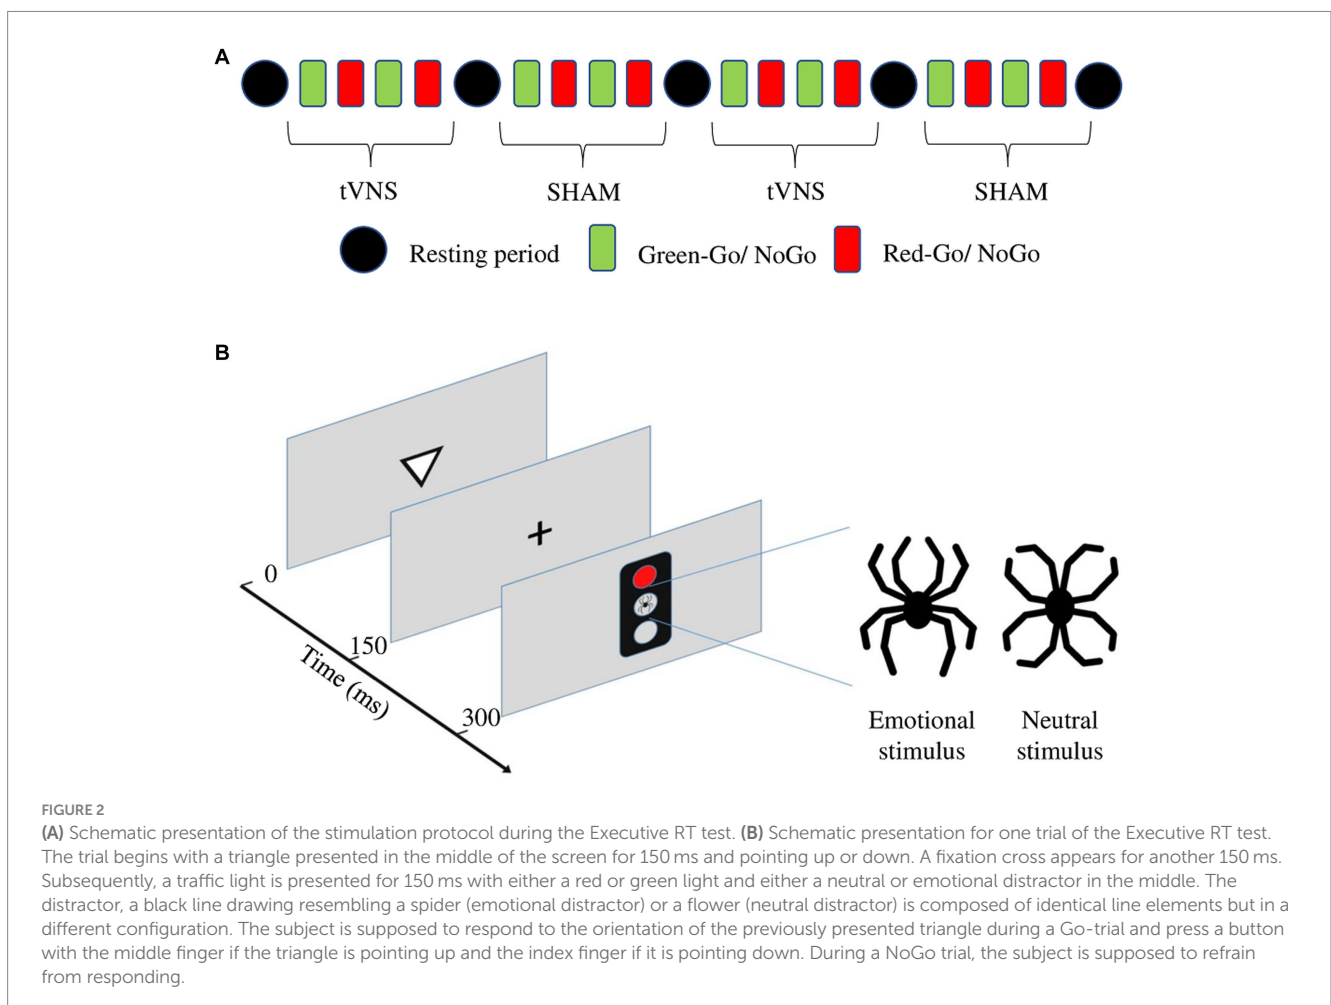 A
tVNS
SHAM
tVNS
SHAM
Resting period
Green-Go/ NoGo
Red-Go/ NoGo
B
0
150
300
Time (ms)
Emotional
stimulus
Neutral
stimulus
FIGURE 2
(A) Schematic presentation of the stimulation protocol during the Executive RT test. (B) Schematic presentation for one trial of the Executive RT test.
The trial begins with a triangle presented in the middle of the screen for 150 ms and pointing up or down. A fixation cross appears for another 150 ms.
Subsequently, a traffic light is presented for 150 ms with either a red or green light and either a neutral or emotional distractor in the middle. The
distractor, a black line drawing resembling a spider (emotional distractor) or a flower (neutral distractor) is composed of identical line elements but in a
different configuration. The subject is supposed to respond to the orientation of the previously presented triangle during a Go-trial and press a button
with the middle finger if the triangle is pointing up and the index finger if it is pointing down. During a NoGo trial, the subject is supposed to refrain
from responding.